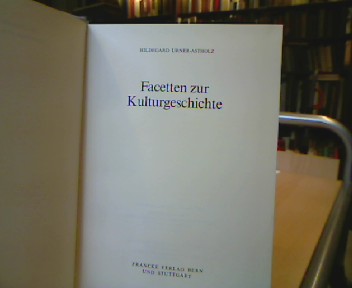 HILDEGARD URNER-ASTHOLZ
Facetten zur
Kulturgeschichte
FRANCKE VERLAG BERN
UND STUTTGART